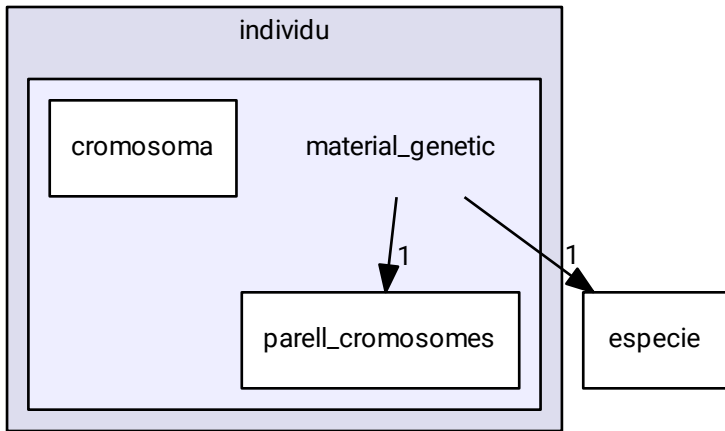 individu
cromosoma
material_genetic
1
1
parell_cromosomes
especie